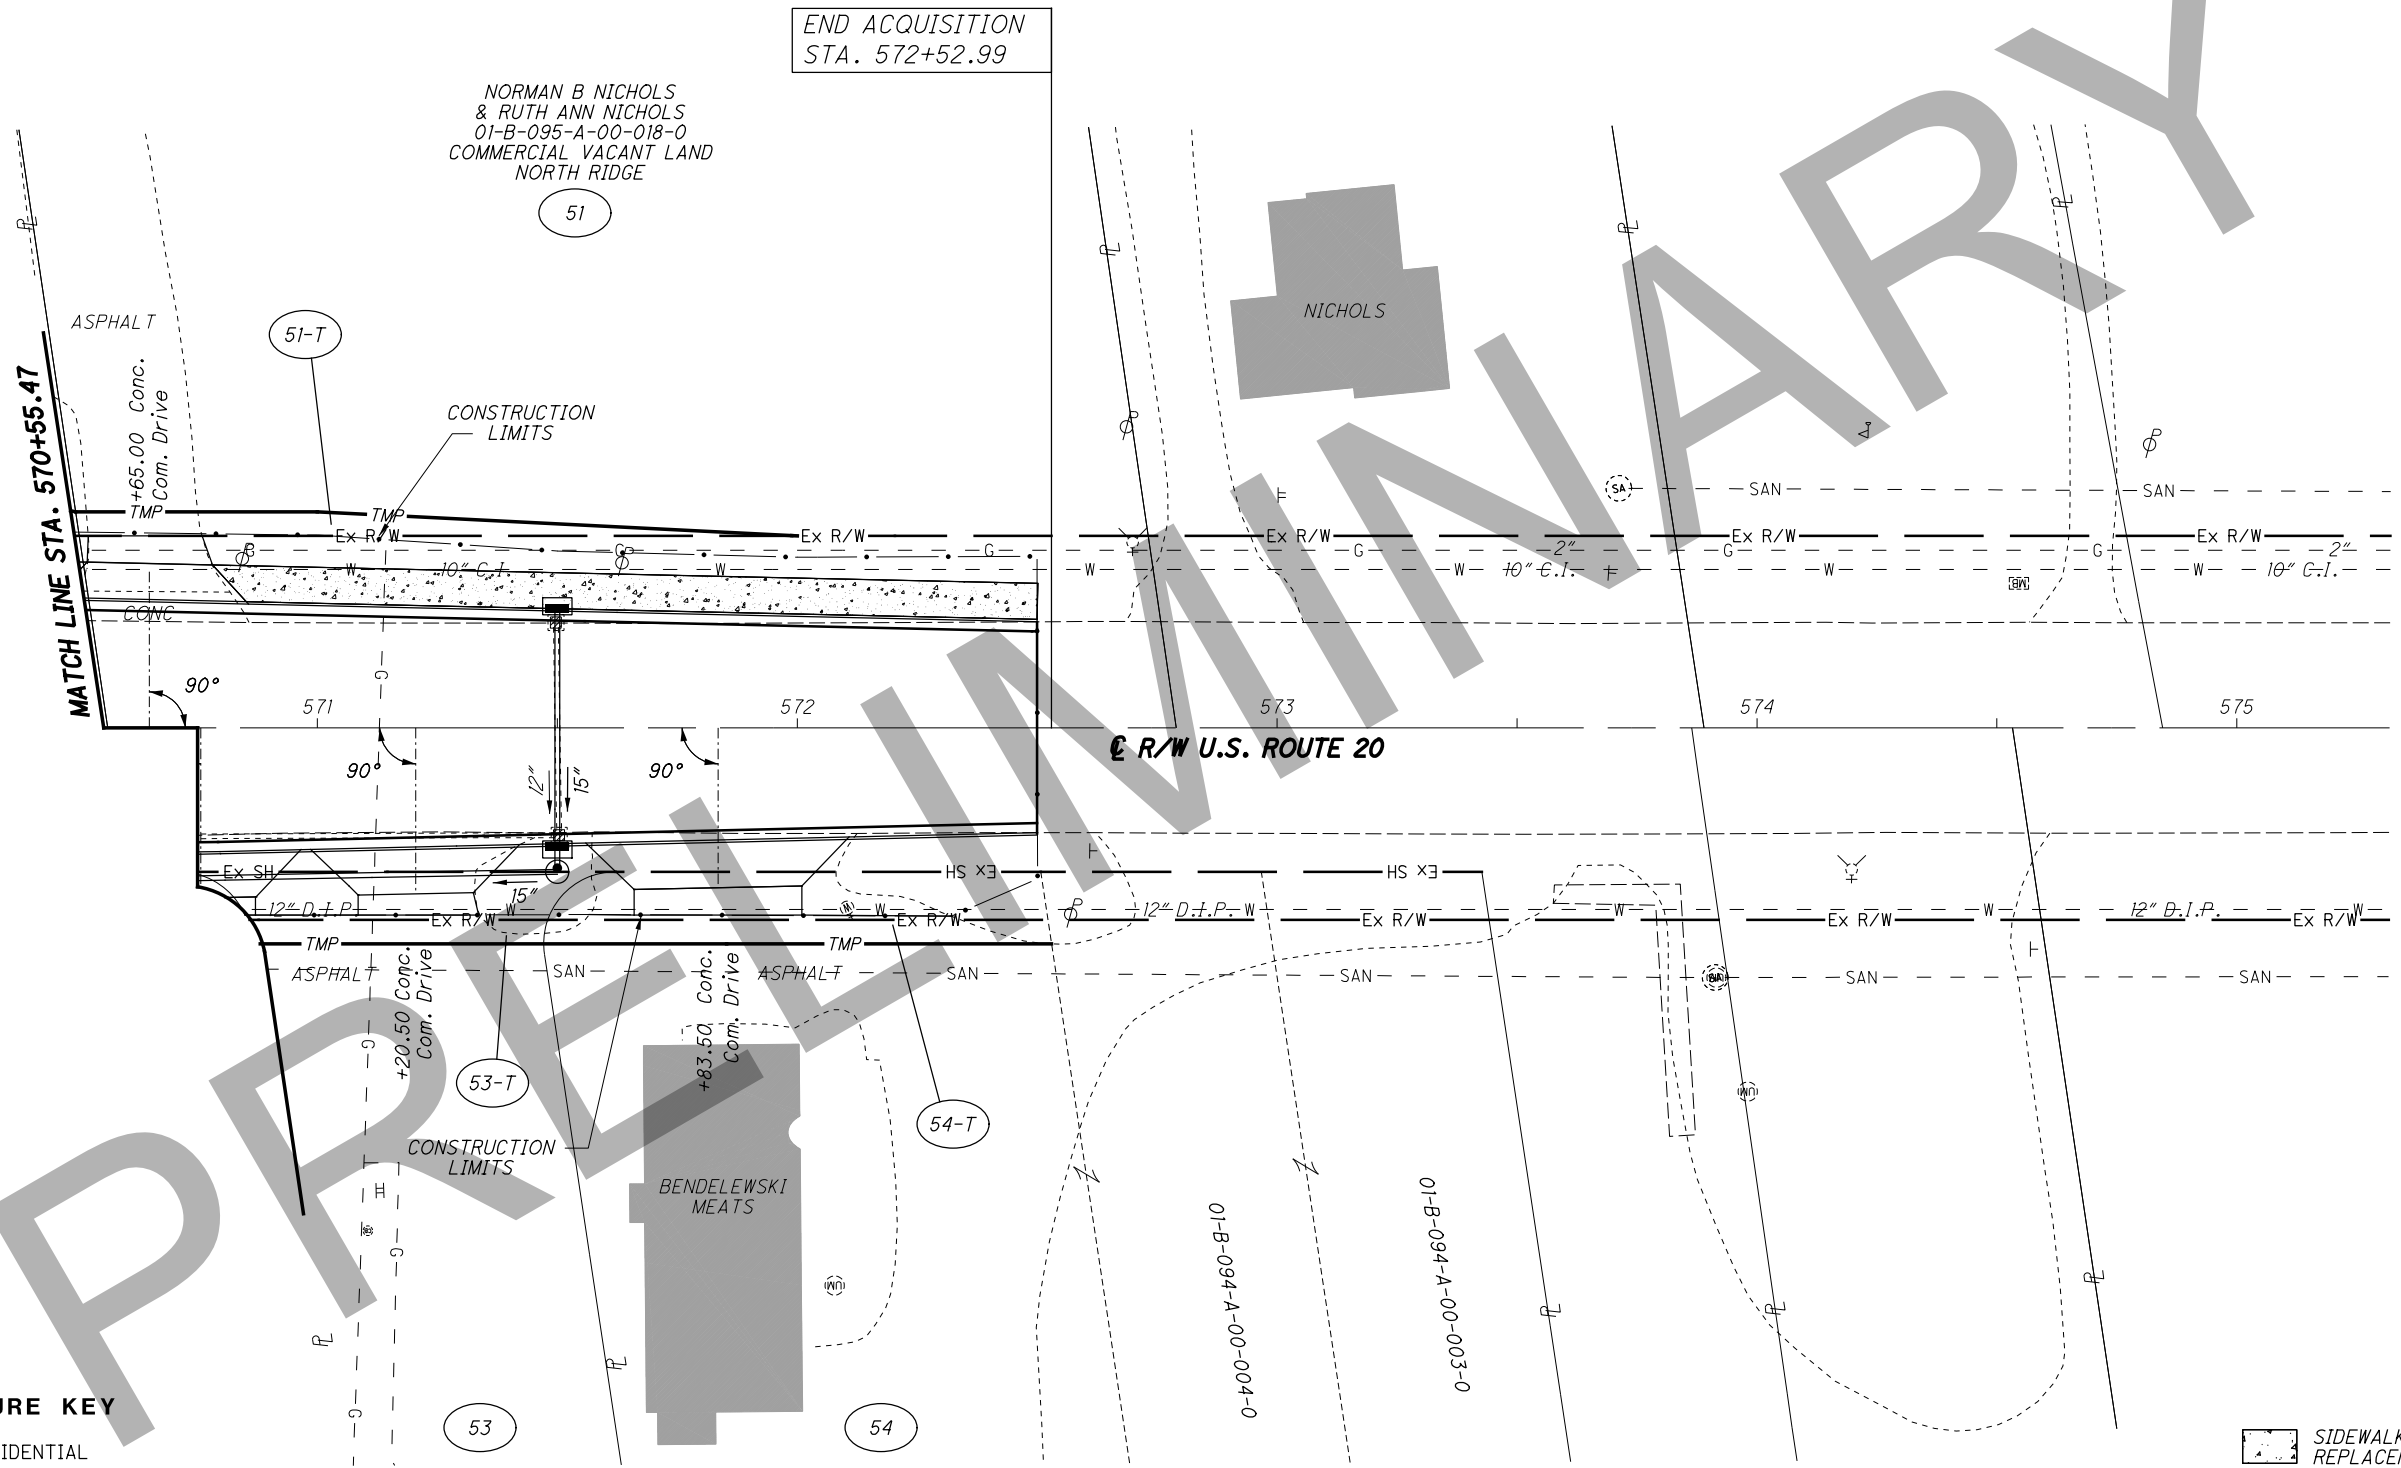 END ACQUISITION
STA. 572+52.99
NORMAN B NICHOLS
& RUTH ANN NICHOLS
01-B-095-A-00-018-0
COMMERCIAL VACANT LAND
NORTH RIDGE
51
PRELIMINARY
NICHOLS
ASPHALT
51-T
+65.00 Conc.
Com. Drive
CONSTRUCTION
LIMITS
MATCH LINE STA. 570+55.47
SA
SAN
SAN
TMP
TMP
Ex R/W
Ex R/W
Ex R/W
Ex R/W
Ex R/W
G
G
G
G
G
2"
2"
W
10" C.I.
W
W
W
10" C.I.
W
W
10" C.I.
MB
CONC
G
90°
571
572
573
574
575
℄ R/W U.S. ROUTE 20
90°
12"
15"
90°
Ex SH
Ex SH
Ex SH
15"
12" D.I.P.
W
W
W
12" D.I.P.
W
W
W
12" D.I.P.
W
Ex R/W
Ex R/W
Ex R/W
Ex R/W
Ex R/W
TMP
TMP
ASPHALT
SAN
ASPHALT
SAN
SAN
SA
SAN
SAN
+20.50 Conc.
Com. Drive
+83.50 Conc.
Com. Drive
G
53-T
54-T
UM
CONSTRUCTION
LIMITS
BENDELEWSKI
MEATS
H
G
UM
01-B-094-A-00-004-0
01-B-094-A-00-003-0
G
URE KEY
IDENTIAL
53
54
SIDEWALK
REPLACE